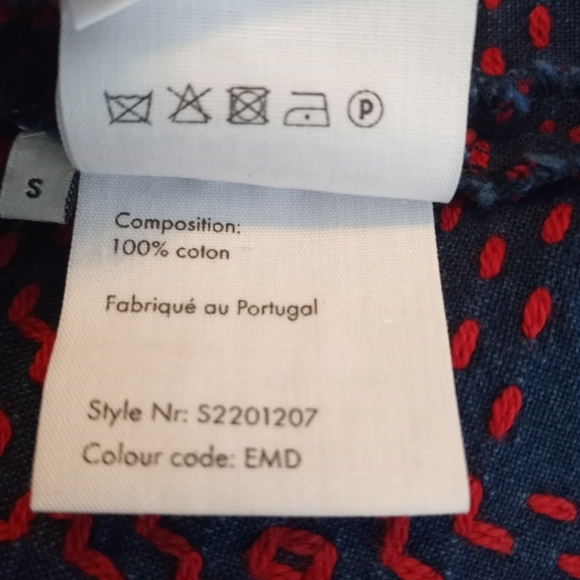 P
S
Composition:
100% coton
Fabriqué au Portugal
Style Nr: S2201207
Colour code: EMD